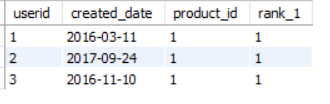 userid created_date product_id rank_1
1 2016-03-11 1 1
2 2017-09-24 1 1
3 2016-11-10 1 1